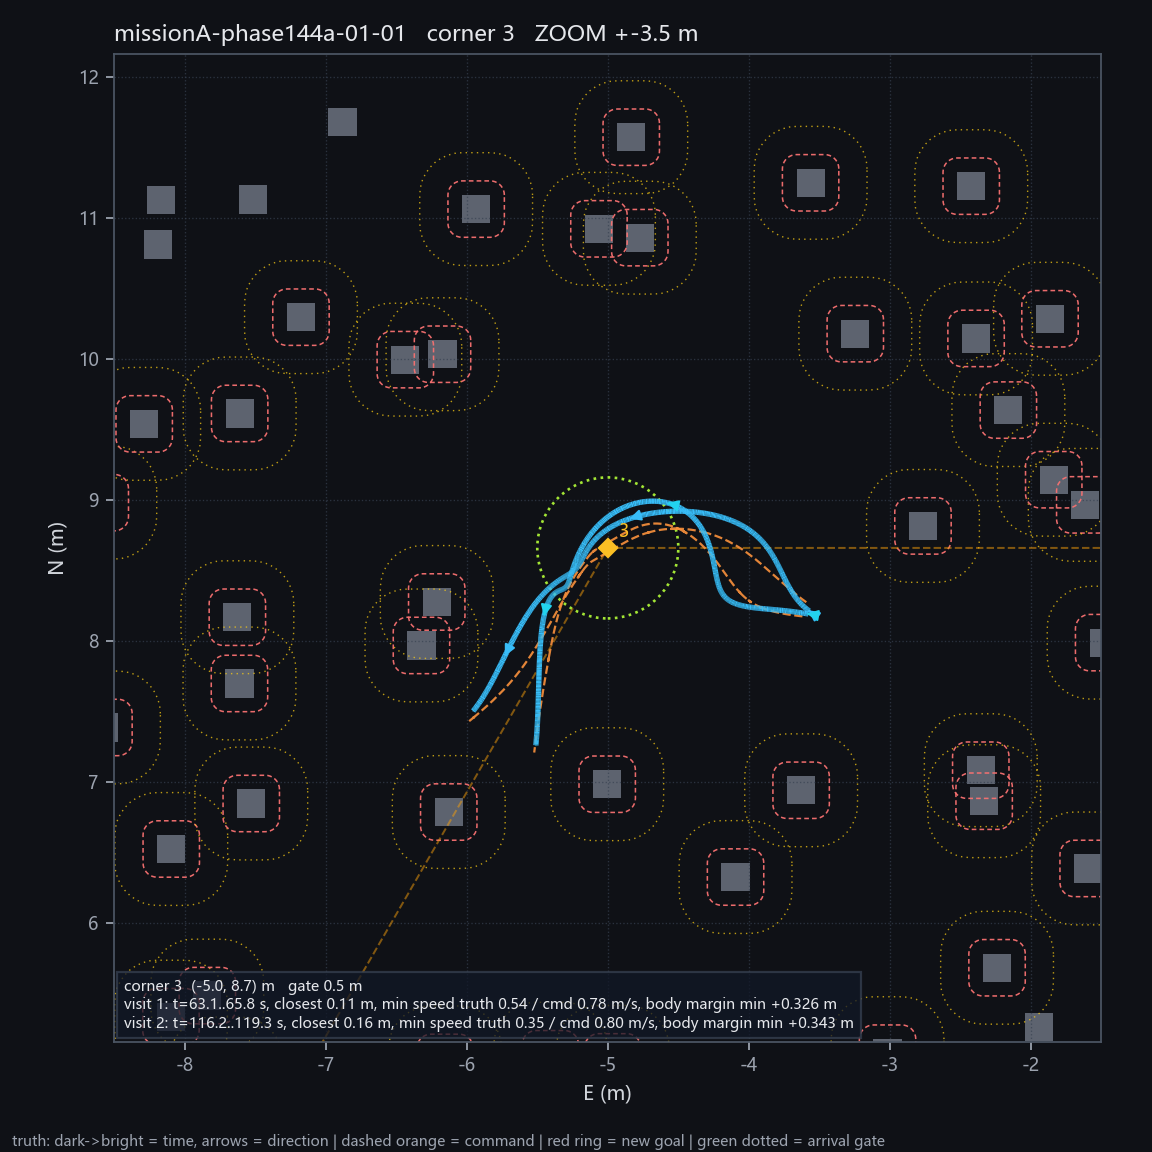 missionA-phase144a-01-01   corner 3   ZOOM +-3.5 m
12
11
10
9
8
7
6
N (m)
3
corner 3  (-5.0, 8.7) m   gate 0.5 m
visit 1: t=63.1..65.8 s, closest 0.11 m, min speed truth 0.54 / cmd 0.78 m/s, body margin min +0.326 m
visit 2: t=116.2..119.3 s, closest 0.16 m, min speed truth 0.35 / cmd 0.80 m/s, body margin min +0.343 m
-8 -7 -6 -5 -4 -3 -2
E (m)
truth: dark->bright = time, arrows = direction | dashed orange = command | red ring = new goal | green dotted = arrival gate